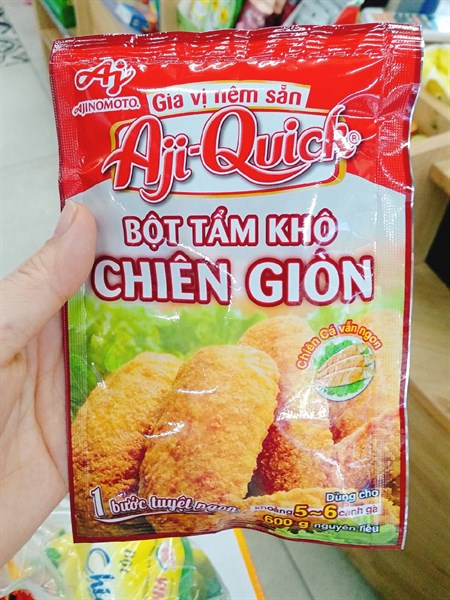 Aj
AJINOMOTO®
Gia vị nêm sẵn
Aji-Quick®
BỘT TẨM KHÔ
CHIÊN GIÒN
Chiên Cá vẫn ngon
1 bước tuyệt ngon
Dùng cho
khoảng 5~6 cánh gà
600 g nguyên liệu